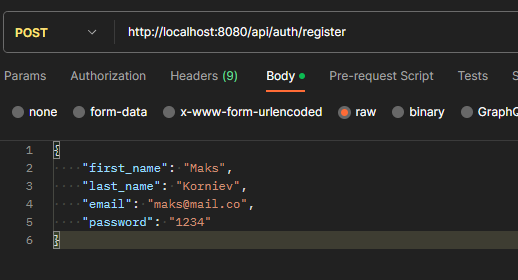 POST http://localhost:8080/api/auth/register
Params Authorization Headers (9) Body Pre-request Script Tests S
none form-data x-www-form-urlencoded raw binary GraphQ
1 {
2 "first_name": "Maks",
3 "last_name": "Korniev",
4 "email": "maks@mail.co",
5 "password": "1234"
6 }